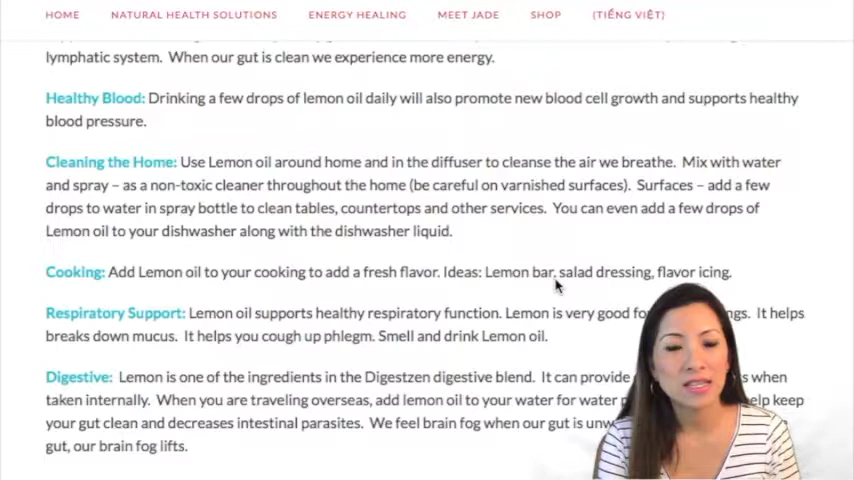 HOME NATURAL HEALTH SOLUTIONS ENERGY HEALING MEET JADE SHOP (TIẾNG VIỆT)
lymphatic system. When our gut is clean we experience more energy.
Healthy Blood: Drinking a few drops of lemon oil daily will also promote new blood cell growth and supports healthy
blood pressure.
Cleaning the Home: Use Lemon oil around home and in the diffuser to cleanse the air we breathe. Mix with water
and spray – as a non-toxic cleaner throughout the home (be careful on varnished surfaces). Surfaces – add a few
drops to water in spray bottle to clean tables, countertops and other services. You can even add a few drops of
Lemon oil to your dishwasher along with the dishwasher liquid.
Cooking: Add Lemon oil to your cooking to add a fresh flavor. Ideas: Lemon bar, salad dressing, flavor icing.
Respiratory Support: Lemon oil supports healthy respiratory function. Lemon is very good It helps
breaks down mucus. It helps you cough up phlegm. Smell and drink Lemon oil.
Digestive: Lemon is one of the ingredients in the Digestzen digestive blend. It can provide when
taken internally. When you are traveling overseas, add lemon oil to your water for water help keep
your gut clean and decreases intestinal parasites. We feel brain fog when our gut is
gut, our brain fog lifts.